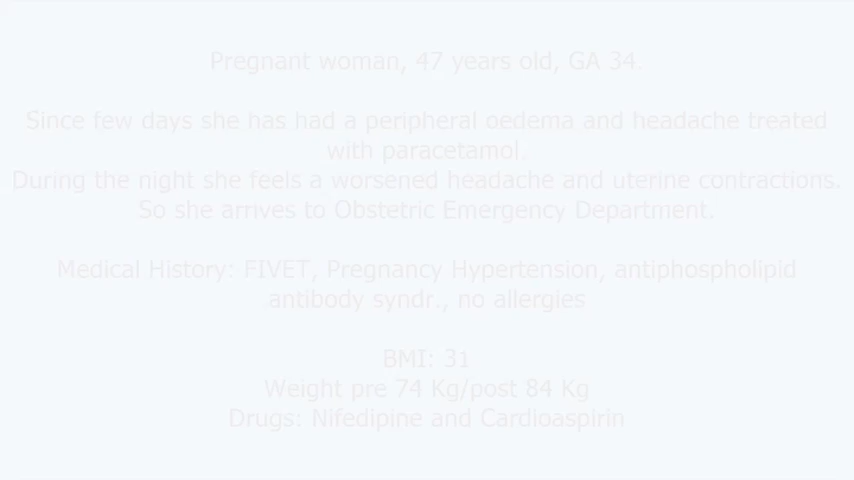 Pregnant woman, 47 years old, GA 34.
Since few days she has had a peripheral oedema and headache treated
with paracetamol.
During the night she feels a worsened headache and uterine contractions.
So she arrives to Obstetric Emergency Department.
Medical History: FIVET, Pregnancy Hypertension, antiphospholipid
antibody syndr., no allergies
BMI: 31
Weight pre 74 Kg/post 84 Kg
Drugs: Nifedipine and Cardioaspirin